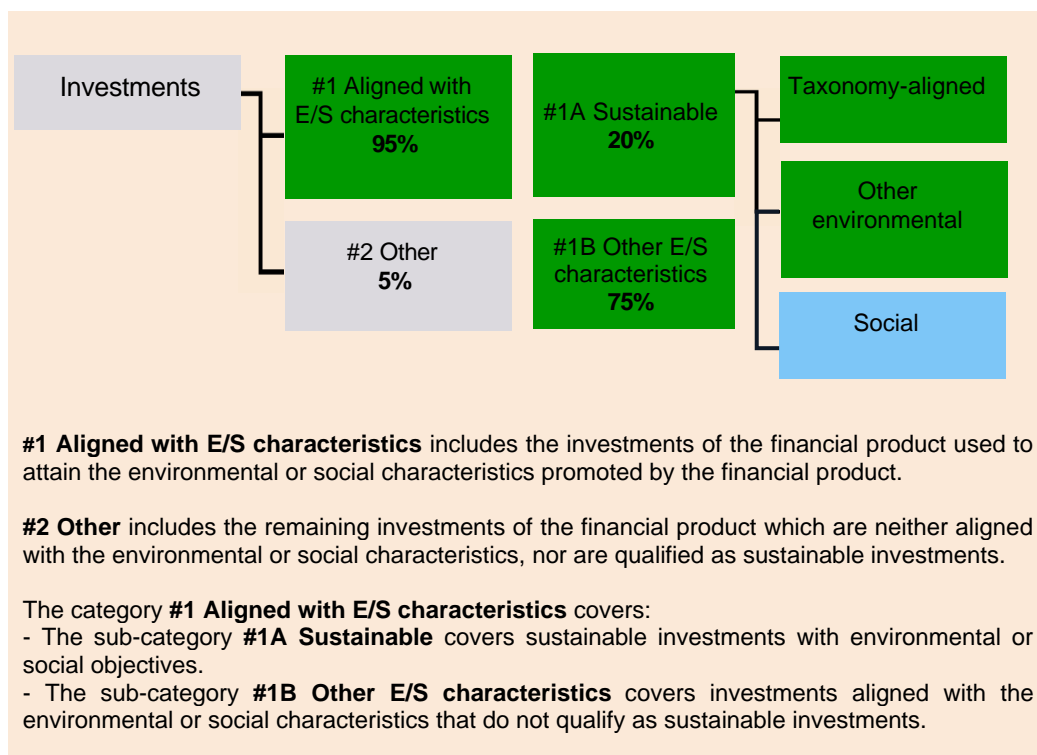 Investments
#1 Aligned with
E/S characteristics
95%
#2 Other
5%
#1A Sustainable
20%
#1B Other E/S
characteristics
75%
Taxonomy-aligned
Other
environmental
Social
#1 Aligned with E/S characteristics includes the investments of the financial product used to
attain the environmental or social characteristics promoted by the financial product.
#2 Other includes the remaining investments of the financial product which are neither aligned
with the environmental or social characteristics, nor are qualified as sustainable investments.
The category #1 Aligned with E/S characteristics covers:
- The sub-category #1A Sustainable covers sustainable investments with environmental or
social objectives.
- The sub-category #1B Other E/S characteristics covers investments aligned with the
environmental or social characteristics that do not qualify as sustainable investments.